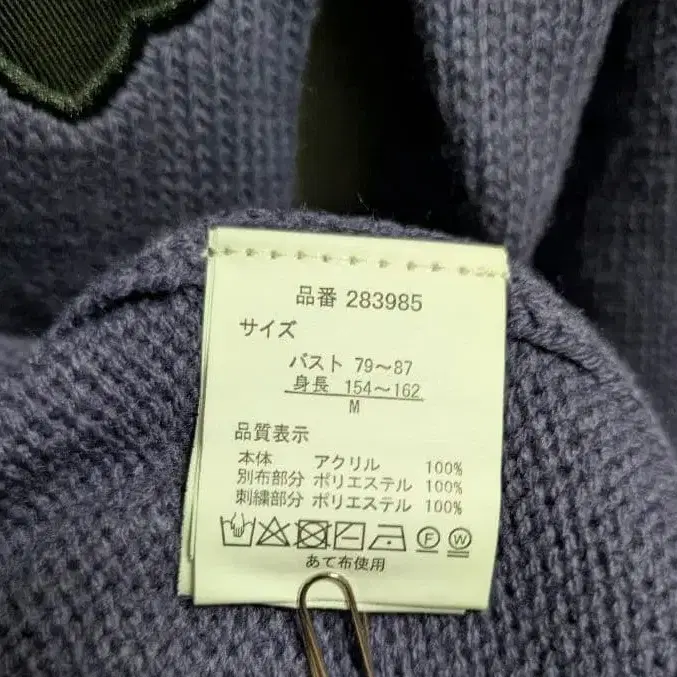 品番 283985
サイズ
バスト 79～87
身長 154～162
M
品質表示
本体 アクリル 100%
別布部分 ポリエステル 100%
刺繍部分 ポリエステル 100%
F W
あて布使用